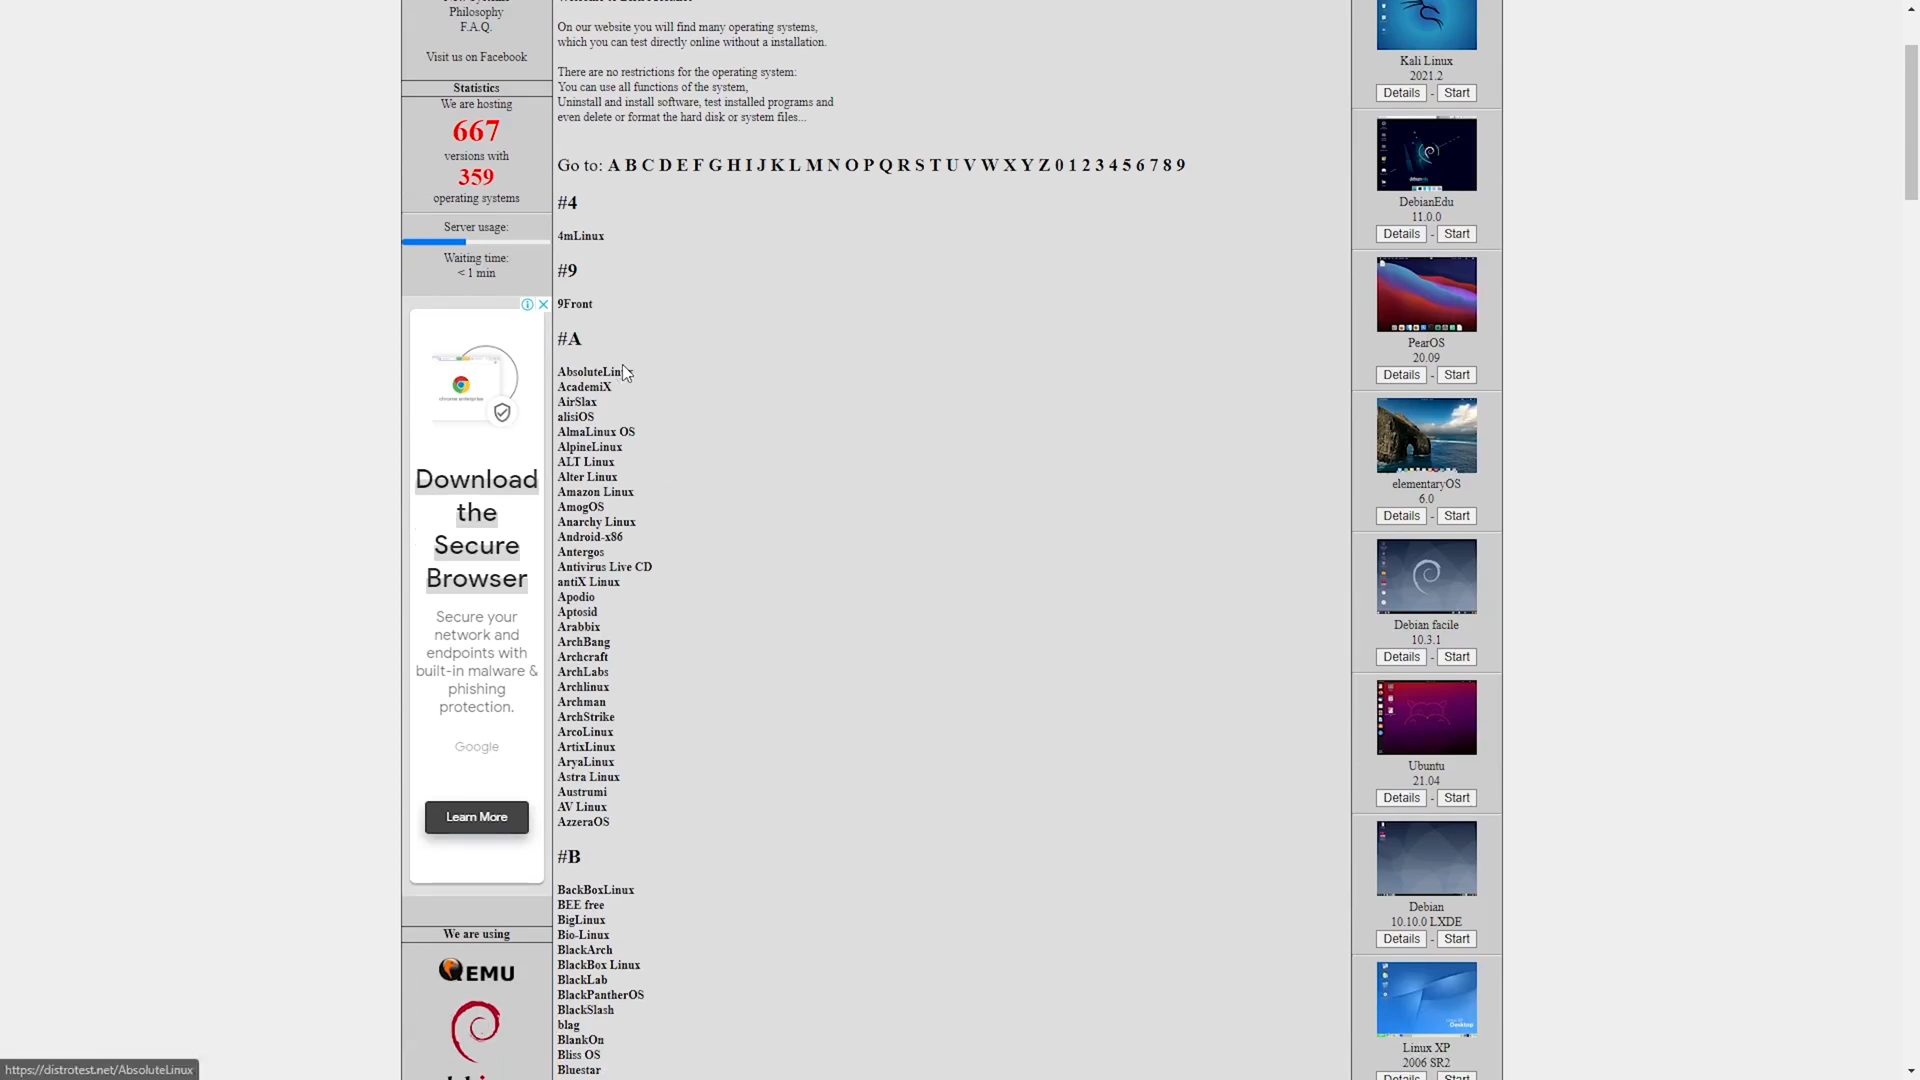 Philosophy
F.A.Q.
Visit us on Facebook
Statistics
We are hosting
667
versions with
359
operating systems
Server usage:
Waiting time:
< 1 min
Download
the
Secure
Browser
Secure your
network and
endpoints with
built-in malware &
phishing
protection.
Google
Learn More
We are using
QEMU
On our website you will find many operating systems,
which you can test directly online without a installation.
There are no restrictions for the operating system:
You can use all functions of the system,
Uninstall and install software, test installed programs and
even delete or format the hard disk or system files...
Go to: A B C D E F G H I J K L M N O P Q R S T U V W X Y Z 0 1 2 3 4 5 6 7 8 9
#4
4mLinux
#9
9Front
#A
AbsoluteLinux
AcademiX
AirSlax
alisiOS
AlmaLinux OS
AlpineLinux
ALT Linux
Alter Linux
Amazon Linux
AmogOS
Anarchy Linux
Android-x86
Antergos
Antivirus Live CD
antiX Linux
Apodio
Aptosid
Arabbix
ArchBang
Archcraft
ArchLabs
Archlinux
Archman
ArchStrike
ArcoLinux
ArtixLinux
AryaLinux
Astra Linux
Austrumi
AV Linux
AzzeraOS
#B
BackBoxLinux
BEE free
BigLinux
Bio-Linux
BlackArch
BlackBox Linux
BlackLab
BlackPantherOS
BlackSlash
blag
BlankOn
Bliss OS
Bluestar
Kali Linux
2021.2
Details - Start
DebianEdu
11.0.0
Details - Start
PearOS
20.09
Details - Start
elementaryOS
6.0
Details - Start
Debian facile
10.3.1
Details - Start
Ubuntu
21.04
Details - Start
Debian
10.10.0 LXDE
Details - Start
Linux XP
2006 SR2
Details - Start
https://distrotest.net/AbsoluteLinux